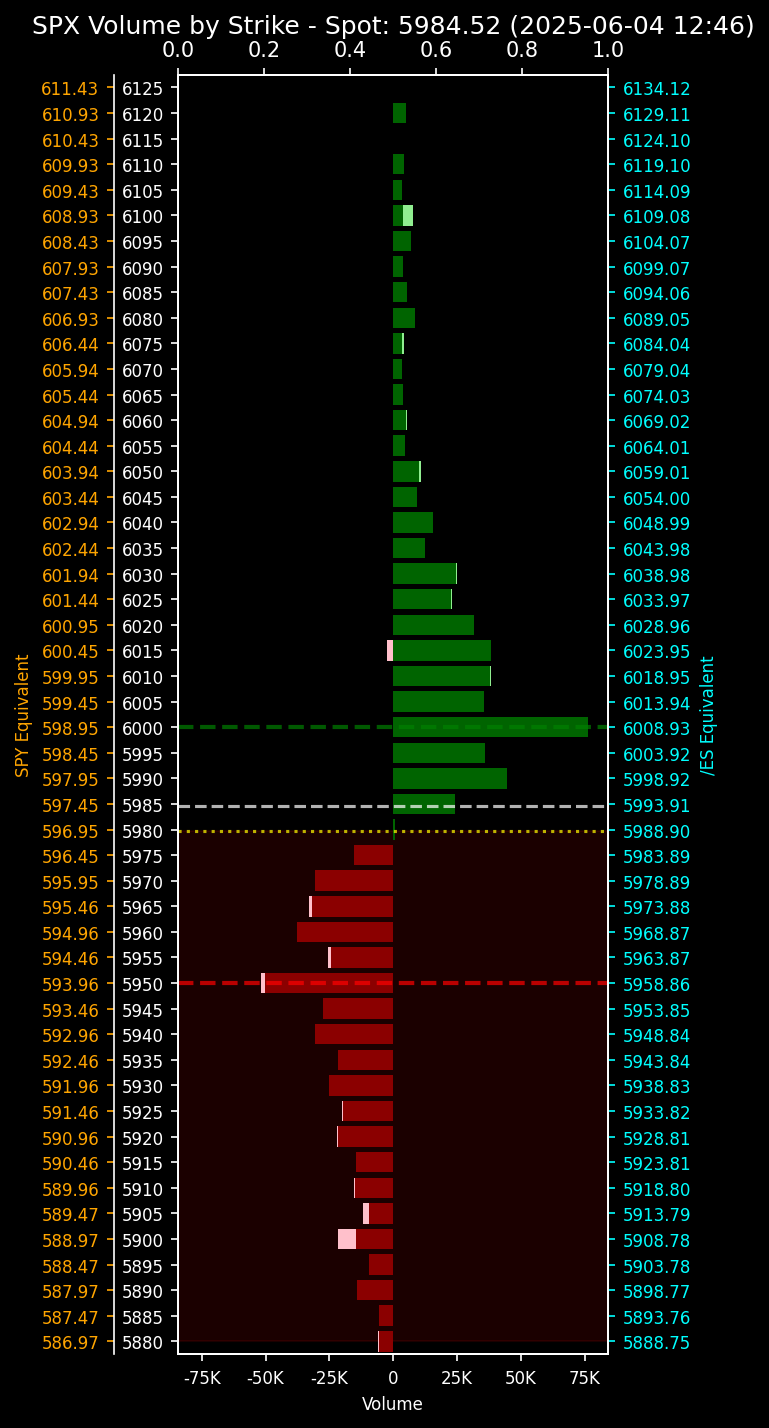 SPX Volume by Strike - Spot: 5984.52 (2025-06-04 12:46)
0.0 0.2 0.4 0.6 0.8 1.0
611.43 6125 6134.12
610.93 6120 6129.11
610.43 6115 6124.10
609.93 6110 6119.10
609.43 6105 6114.09
608.93 6100 6109.08
608.43 6095 6104.07
607.93 6090 6099.07
607.43 6085 6094.06
606.93 6080 6089.05
606.44 6075 6084.04
605.94 6070 6079.04
605.44 6065 6074.03
604.94 6060 6069.02
604.44 6055 6064.01
603.94 6050 6059.01
603.44 6045 6054.00
602.94 6040 6048.99
602.44 6035 6043.98
601.94 6030 6038.98
601.44 6025 6033.97
600.95 6020 6028.96
600.45 6015 6023.95
599.95 6010 6018.95
599.45 6005 6013.94
598.95 6000 6008.93
598.45 5995 6003.92
597.95 5990 5998.92
597.45 5985 5993.91
596.95 5980 5988.90
596.45 5975 5983.89
595.95 5970 5978.89
595.46 5965 5973.88
594.96 5960 5968.87
594.46 5955 5963.87
593.96 5950 5958.86
593.46 5945 5953.85
592.96 5940 5948.84
592.46 5935 5943.84
591.96 5930 5938.83
591.46 5925 5933.82
590.96 5920 5928.81
590.46 5915 5923.81
589.96 5910 5918.80
589.47 5905 5913.79
588.97 5900 5908.78
588.47 5895 5903.78
587.97 5890 5898.77
587.47 5885 5893.76
586.97 5880 5888.75
SPY Equivalent
/ES Equivalent
-75K -50K -25K 0 25K 50K 75K
Volume